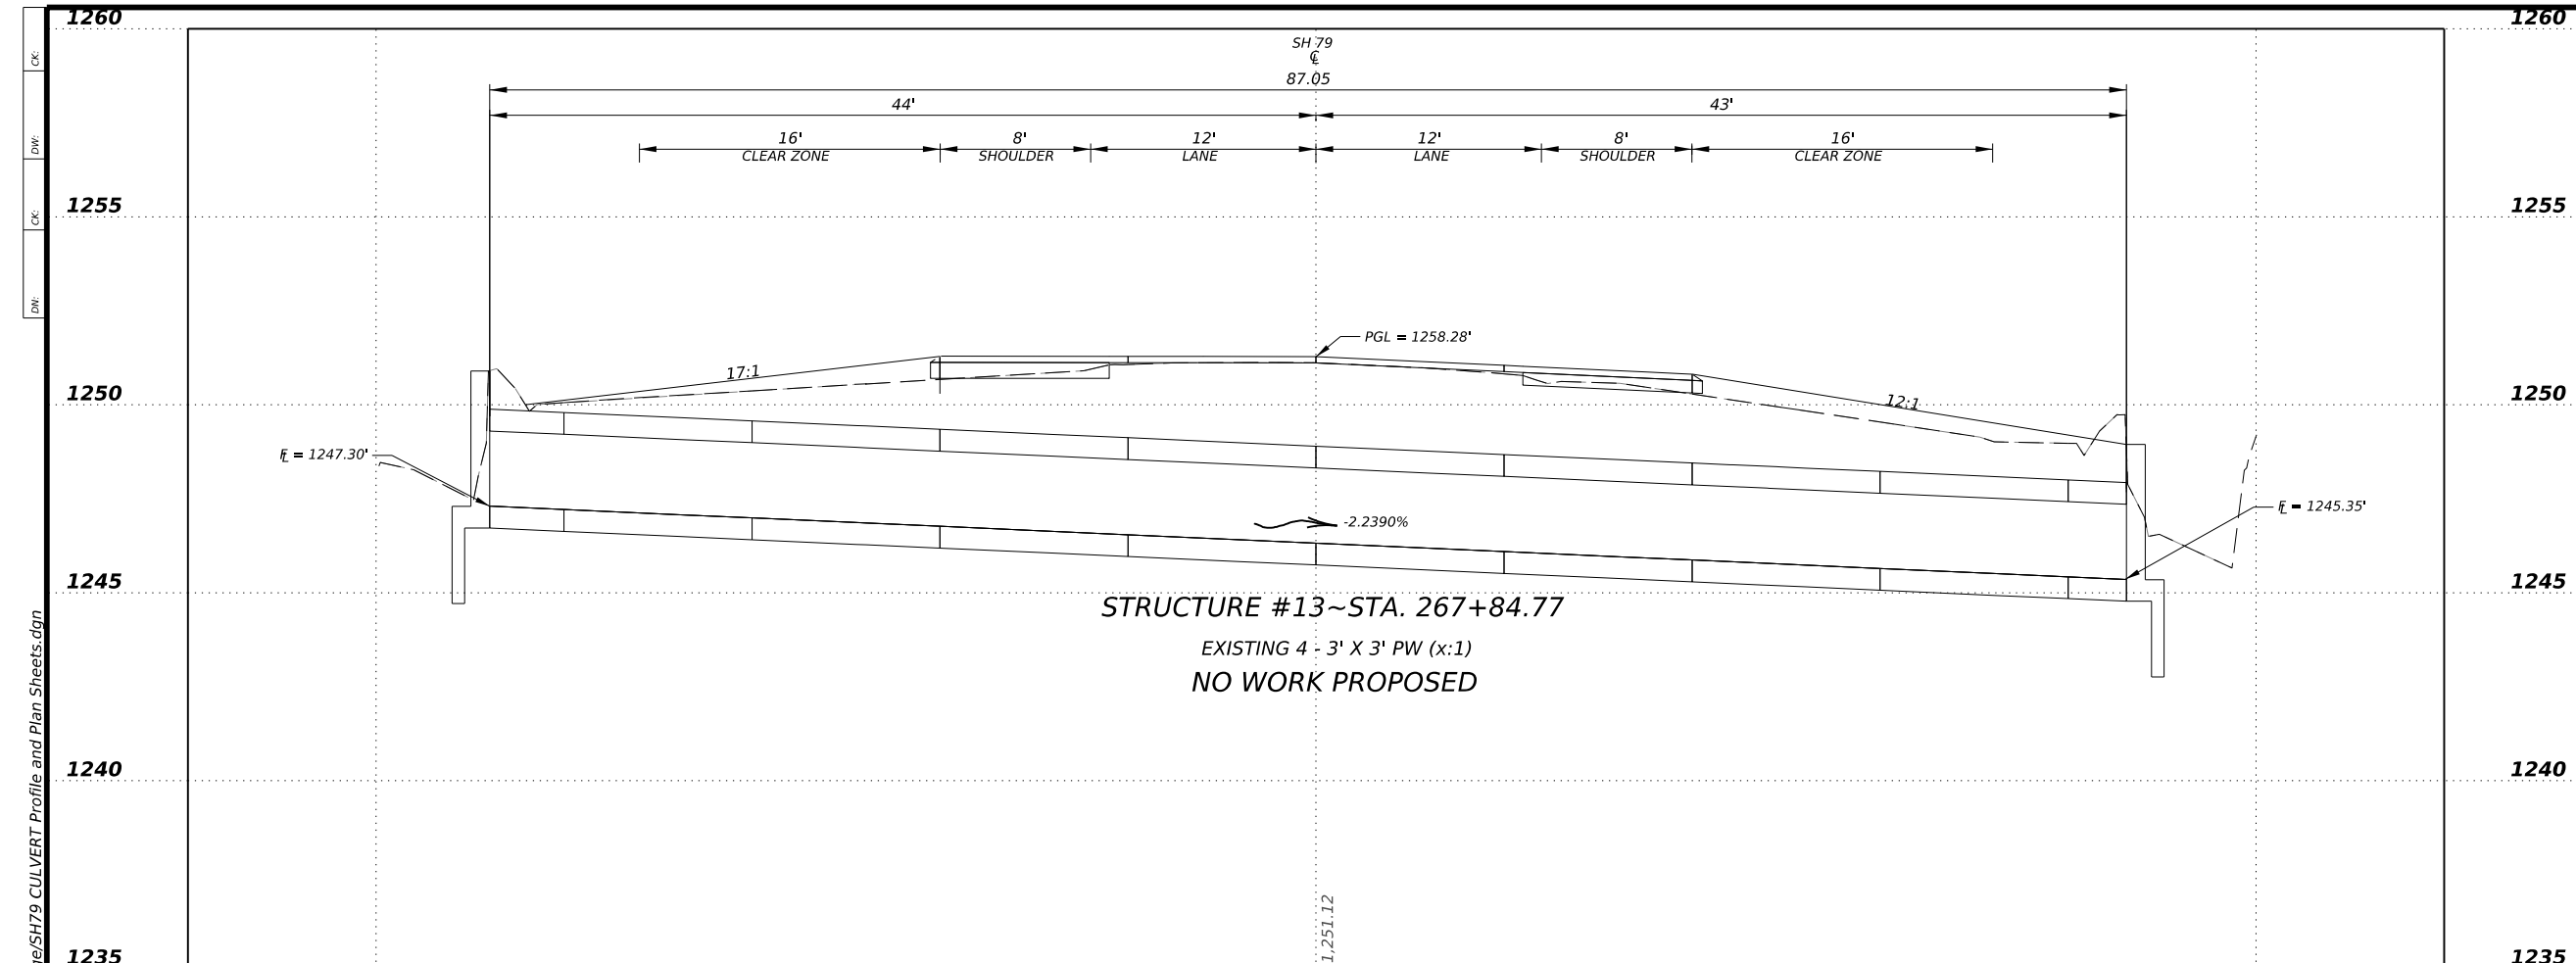 1260
1260
CK:
SH 79
℄
87.05
44' 43'
16' 8' 12' 12' 8' 16'
CLEAR ZONE SHOULDER LANE LANE SHOULDER CLEAR ZONE
DW:
1255
1255
CK:
DN:
PGL = 1258.28'
17:1
1250
12:1
1250
FL = 1247.30'
FL = 1245.35'
-2.2390%
1245
1245
STRUCTURE #13~STA. 267+84.77
EXISTING 4 - 3' X 3' PW (x:1)
NO WORK PROPOSED
1240
1240
1,251.12
1235
1235
ge/SH79 CULVERT Profile and Plan Sheets.dgn